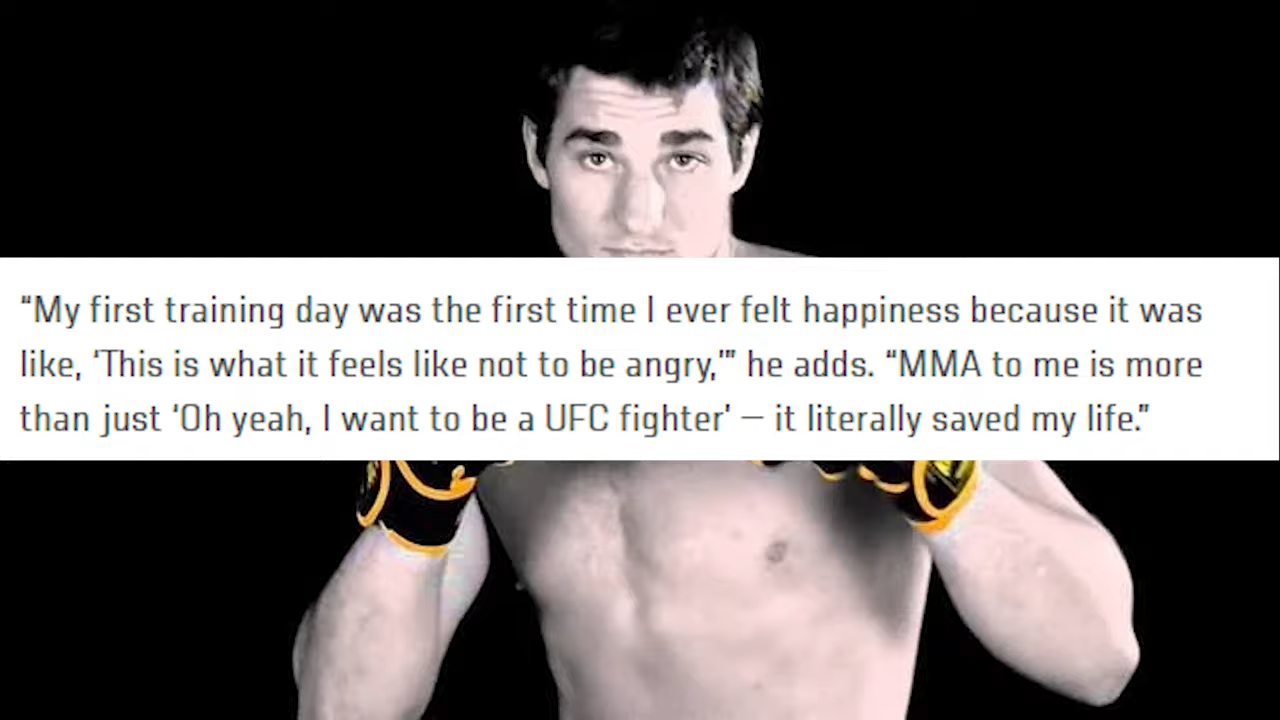 “My first training day was the first time I ever felt happiness because it was
like, ‘This is what it feels like not to be angry,’” he adds. “MMA to me is more
than just ‘Oh yeah, I want to be a UFC fighter’ — it literally saved my life.”